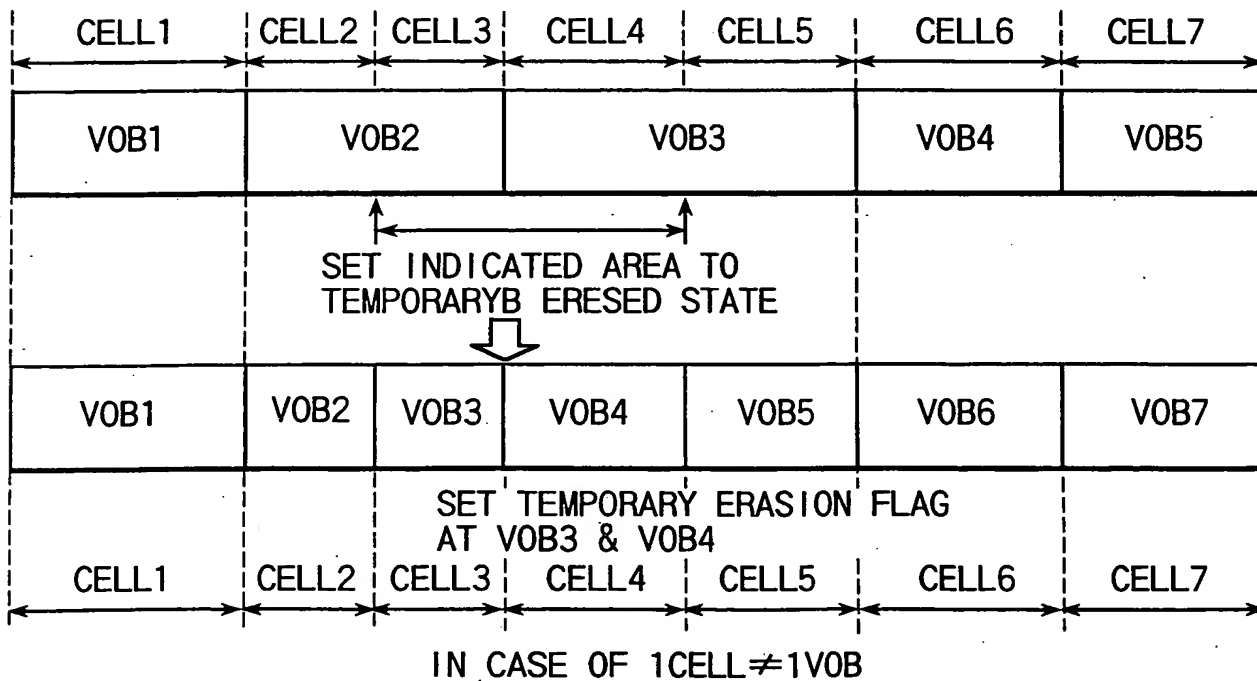 CELL1 CELL2 CELL3 CELL4 CELL5 CELL6 CELL7
VOB1 VOB2 VOB3 VOB4 VOB5
SET INDICATED AREA TO
TEMPORARYB ERESED STATE
VOB1 VOB2 VOB3 VOB4 VOB5 VOB6 VOB7
SET TEMPORARY ERASION FLAG
AT VOB3 & VOB4
CELL1 CELL2 CELL3 CELL4 CELL5 CELL6 CELL7
IN CASE OF 1CELL≠1VOB